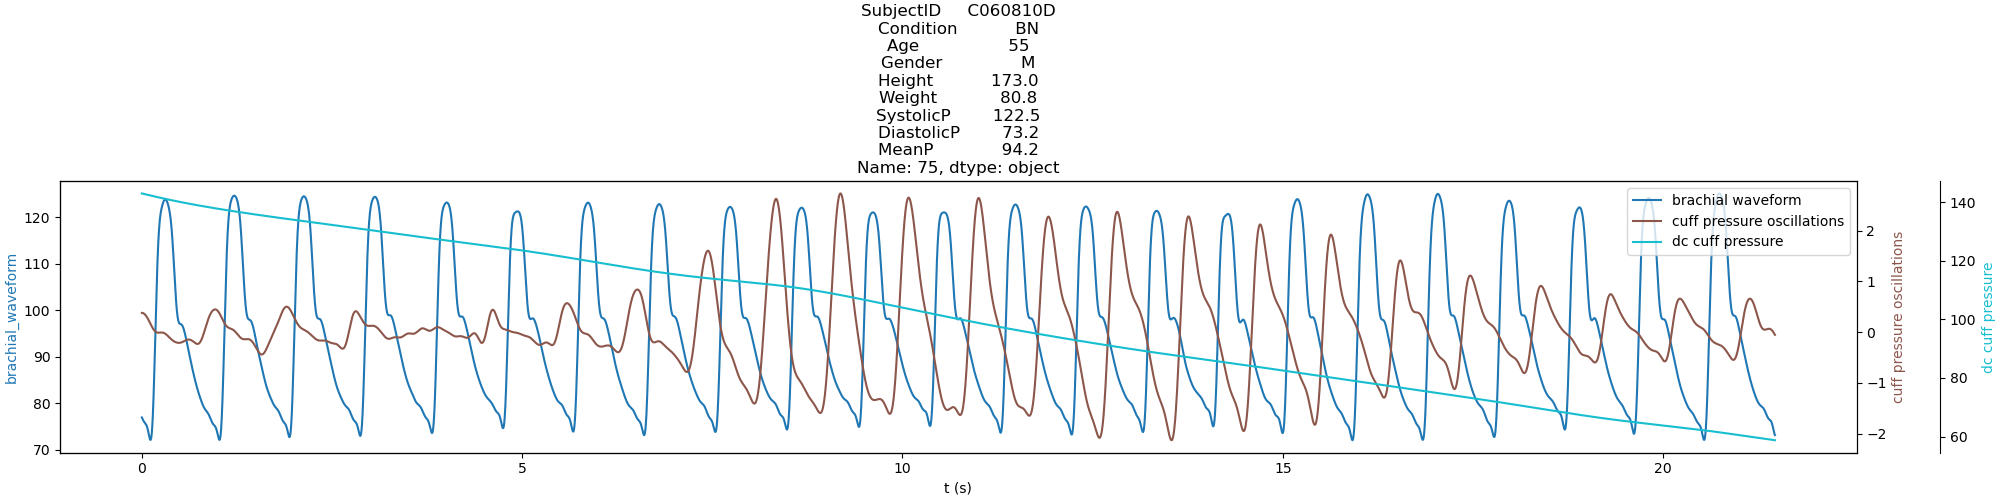 SubjectID C060810D
Condition BN
Age 55
Gender M
Height 173.0
Weight 80.8
SystolicP 122.5
DiastolicP 73.2
MeanP 94.2
Name: 75, dtype: object
brachial waveform
cuff pressure oscillations
dc cuff pressure
brachial_waveform
120
110
100
90
80
70
0 5 10 15 20
t (s)
2
1
0
−1
−2
cuff pressure oscillations
140
120
100
80
60
dc cuff pressure